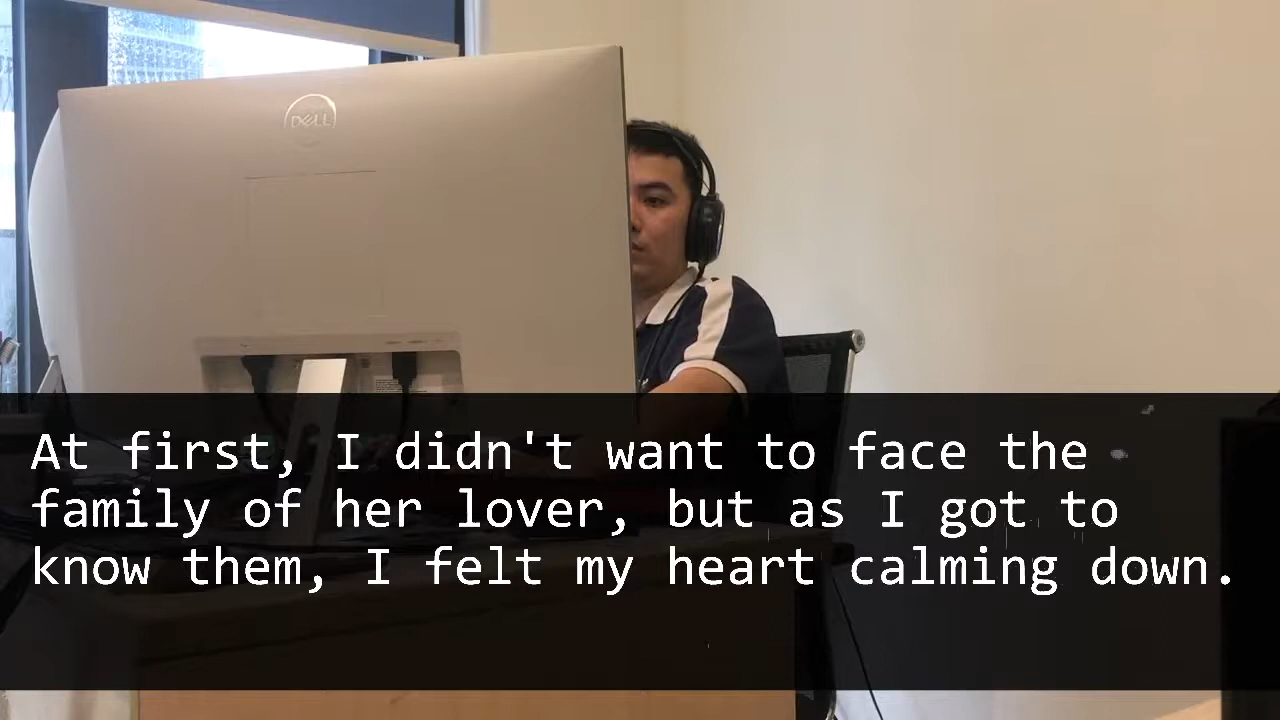 DELL
At first, I didn't want to face the
family of her lover, but as I got to
know them, I felt my heart calming down.